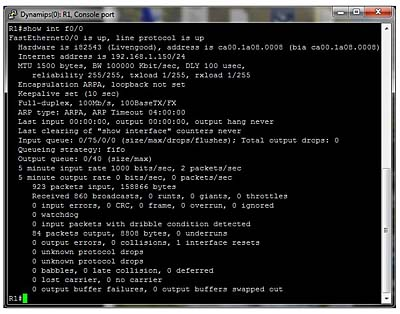 Dynamips(0): R1, Console port
R1#show int f0/0
FastEthernet0/0 is up, line protocol is up
Hardware is i82543 (Livengood), address is ca00.1a08.0008 (bia ca00.1a08.0008)
Internet address is 192.168.1.150/24
MTU 1500 bytes, BW 100000 Kbit/sec, DLY 100 usec,
reliability 255/255, txload 1/255, rxload 1/255
Encapsulation ARPA, loopback not set
Keepalive set (10 sec)
Full-duplex, 100Mb/s, 100BaseTX/FX
ARP type: ARPA, ARP Timeout 04:00:00
Last input 00:00:00, output 00:00:00, output hang never
Last clearing of "show interface" counters never
Input queue: 0/75/0/0 (size/max/drops/flushes); Total output drops: 0
Queueing strategy: fifo
Output queue: 0/40 (size/max)
5 minute input rate 1000 bits/sec, 2 packets/sec
5 minute output rate 0 bits/sec, 0 packets/sec
923 packets input, 158866 bytes
Received 860 broadcasts, 0 runts, 0 giants, 0 throttles
0 input errors, 0 CRC, 0 frame, 0 overrun, 0 ignored
0 watchdog
0 input packets with dribble condition detected
84 packets output, 8808 bytes, 0 underruns
0 output errors, 0 collisions, 1 interface resets
0 unknown protocol drops
0 unknown protocol drops
0 babbles, 0 late collision, 0 deferred
0 lost carrier, 0 no carrier
0 output buffer failures, 0 output buffers swapped out
R1#